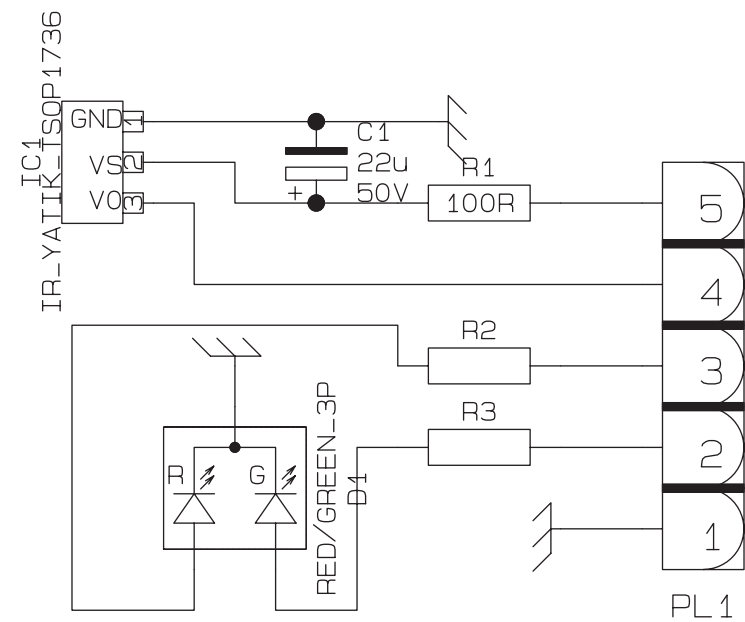 IC1
IR_YATIK_TSOP1736
GND 1
VS 2
VO 3
C1
22u
50V
+
R1
100R
5
4
R2
3
R3
2
1
PL1
R
G
RED/GREEN_3P
D1